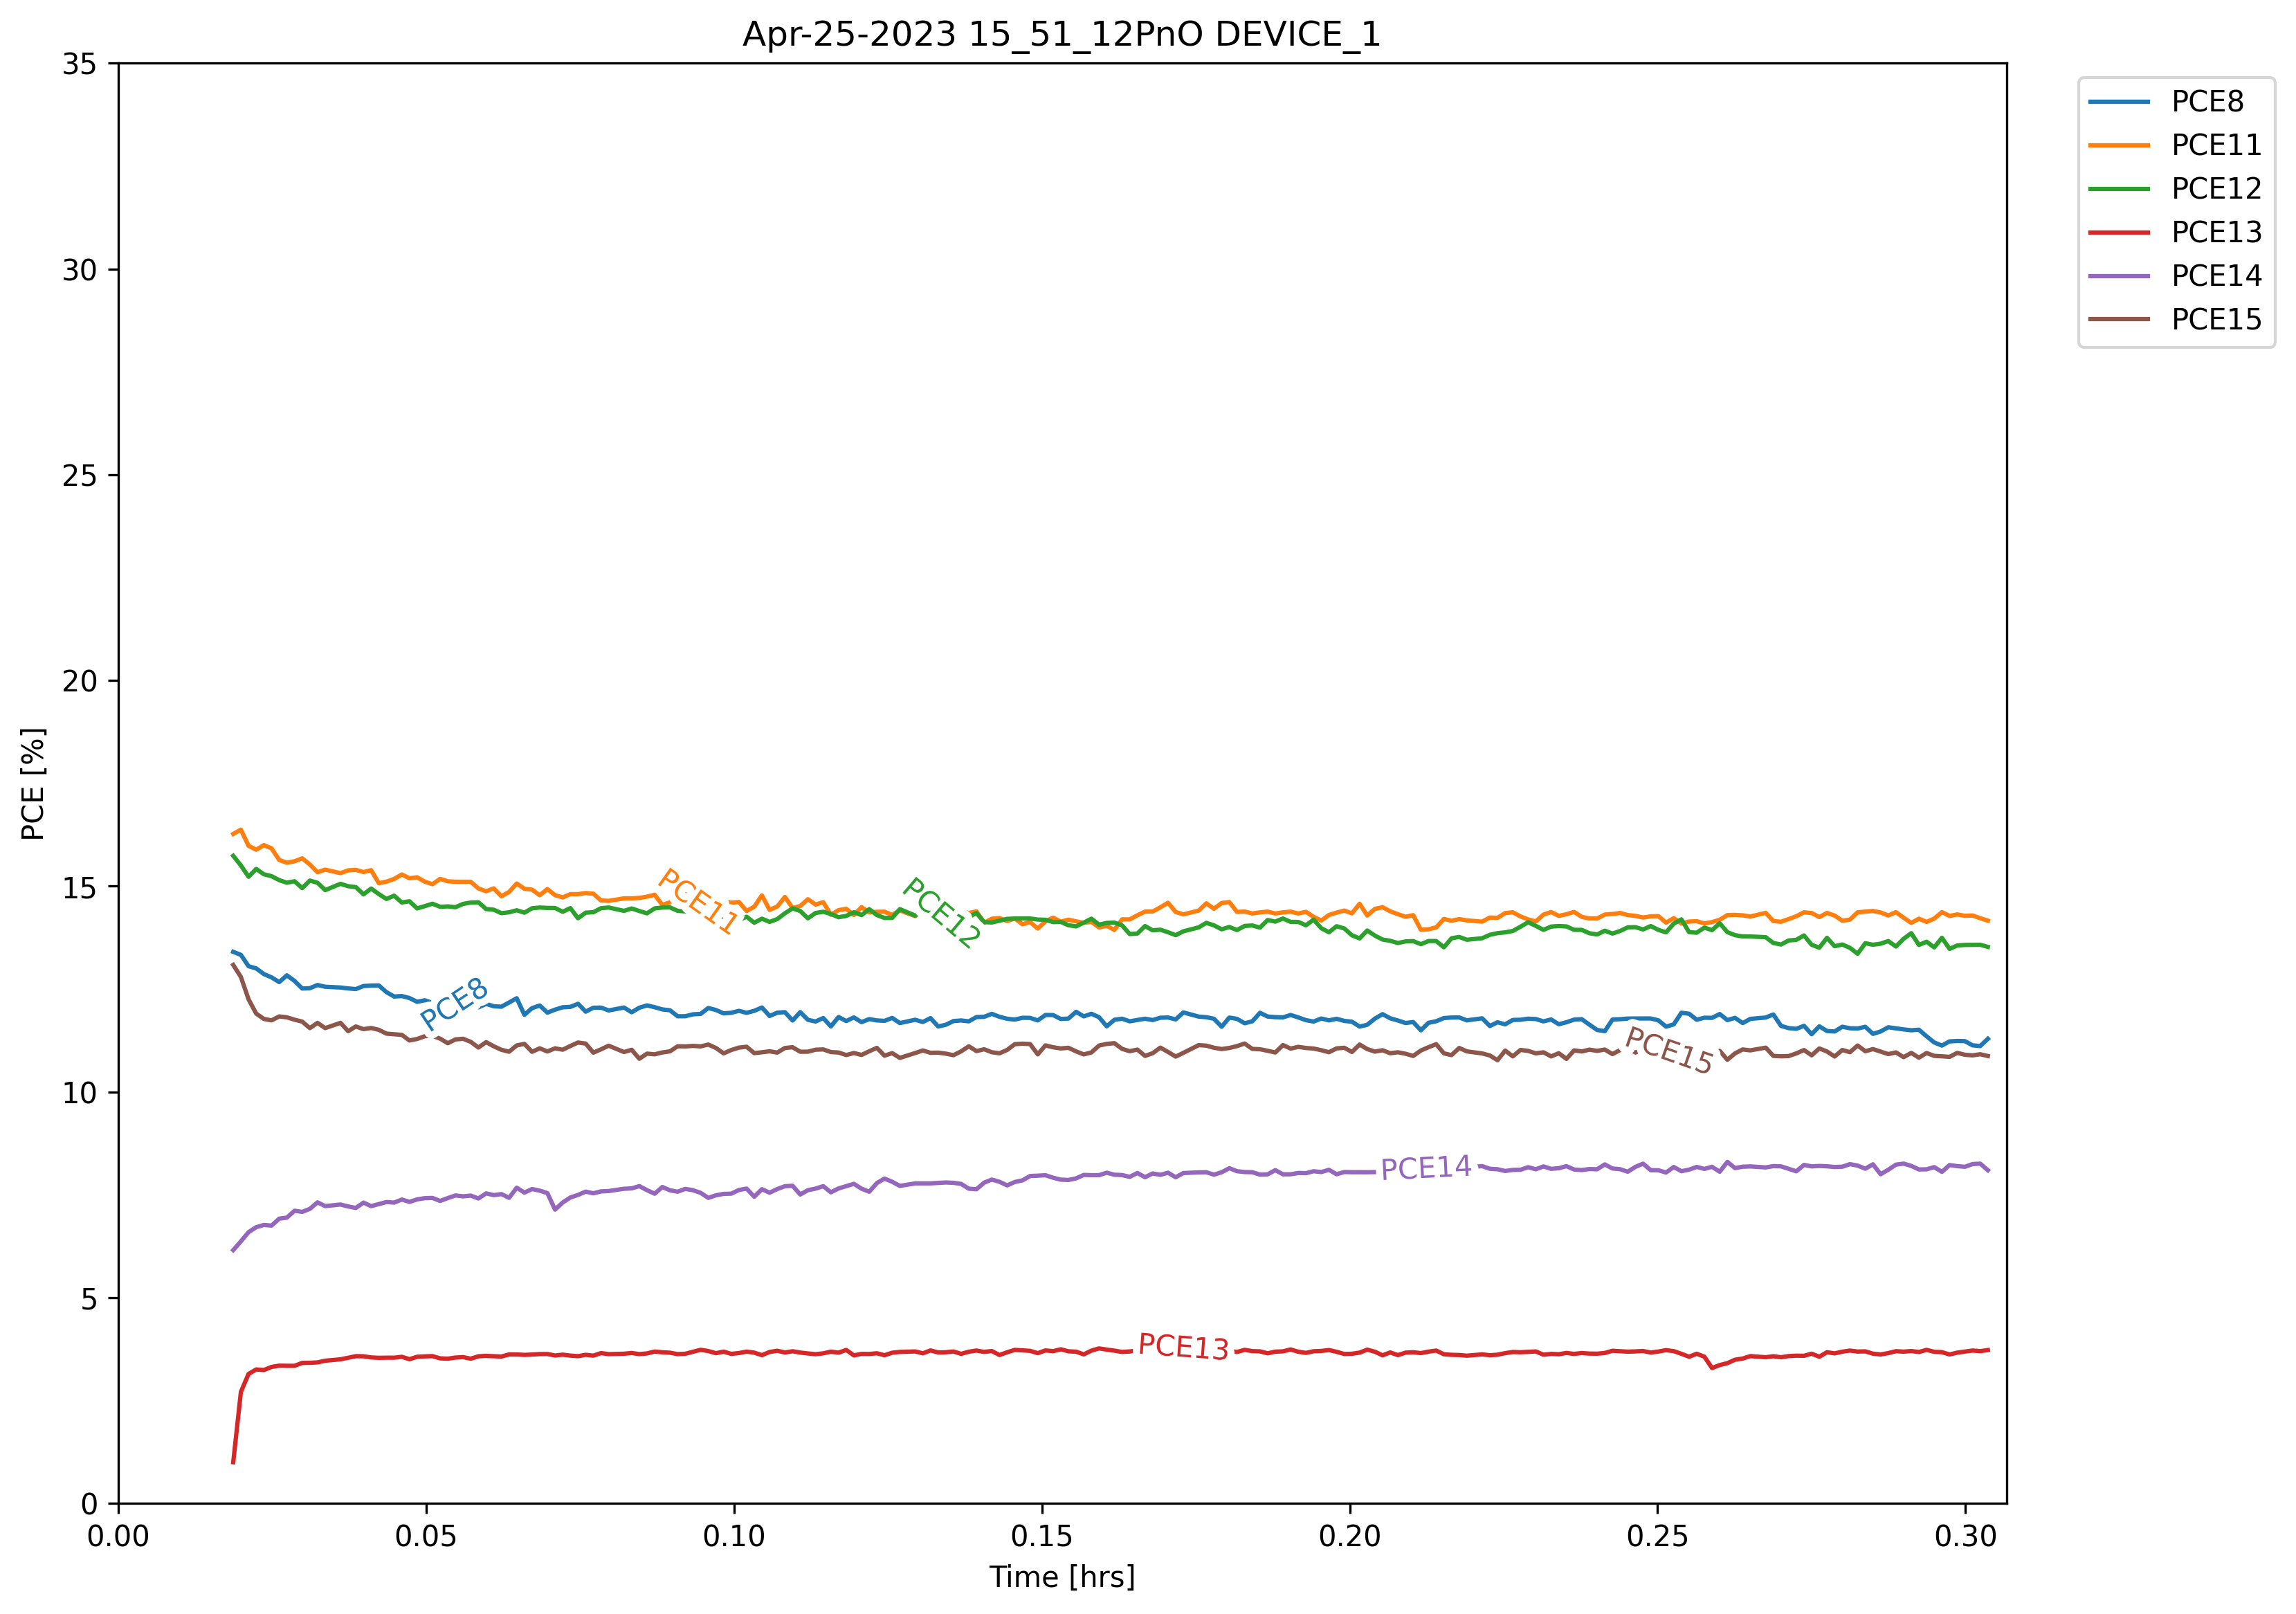 Apr-25-2023 15_51_12PnO DEVICE_1
35
30
25
20
15
10
5
0
PCE [%]
PCE8
PCE11
PCE12
PCE13
PCE14
PCE15
PCE11
PCE12
PCE8
PCE15
PCE14
PCE13
0.00 0.05 0.10 0.15 0.20 0.25 0.30
Time [hrs]